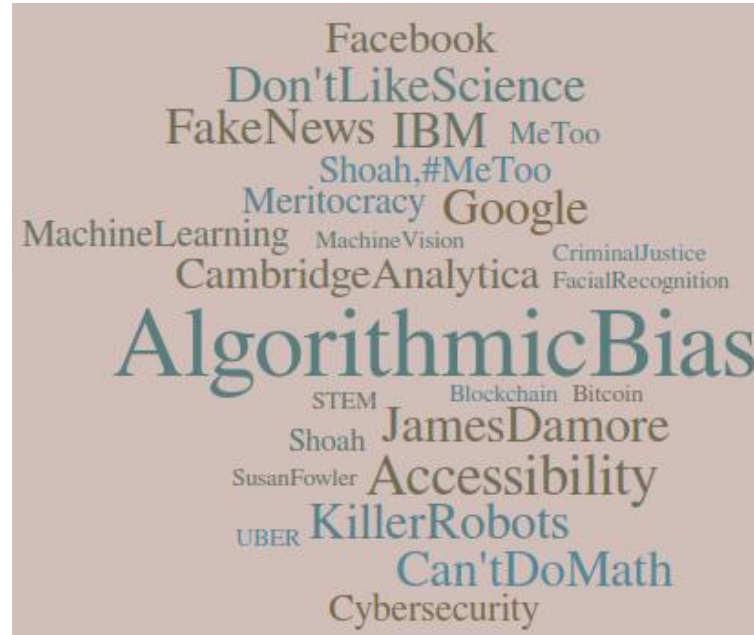 Facebook
Don'tLikeScience
FakeNews IBM MeToo
Shoah,#MeToo
Meritocracy Google
MachineLearning MachineVision CriminalJustice
CambridgeAnalytica FacialRecognition
AlgorithmicBias
STEM Blockchain Bitcoin
Shoah JamesDamore
SusanFowler Accessibility
UBER KillerRobots
Can'tDoMath
Cybersecurity